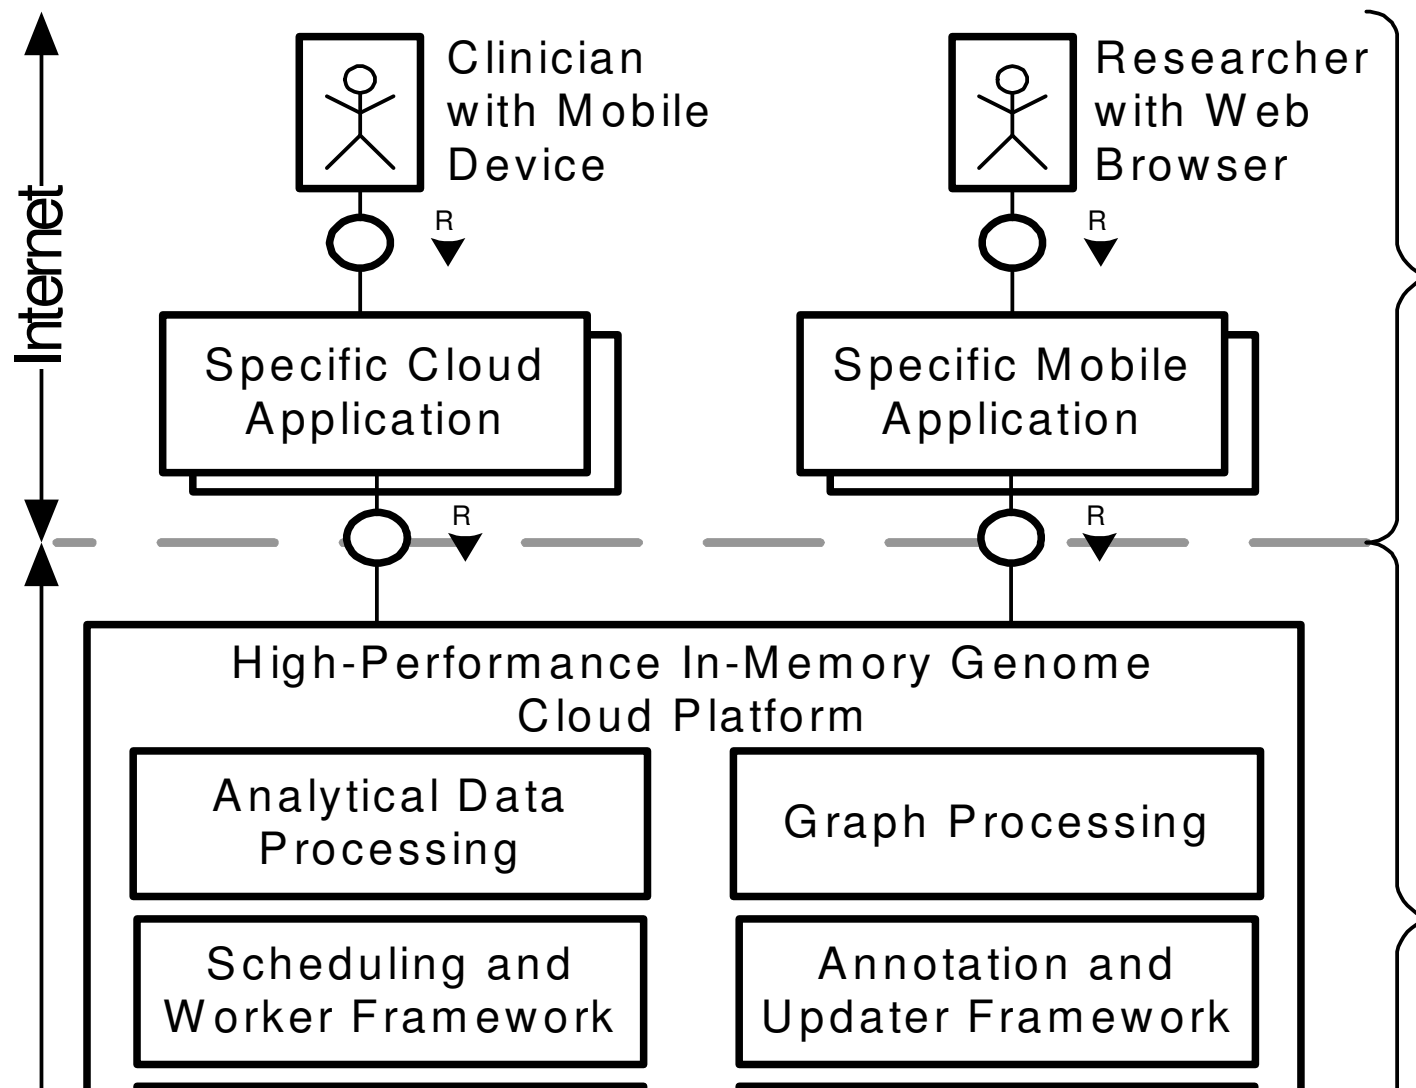 Clinician
with Mobile
Device
Researcher
with Web
Browser
R
R
Internet
Specific Cloud
Application
Specific Mobile
Application
R
R
High-Performance In-Memory Genome
Cloud Platform
Analytical Data
Processing
Graph Processing
Scheduling and
Worker Framework
Annotation and
Updater Framework